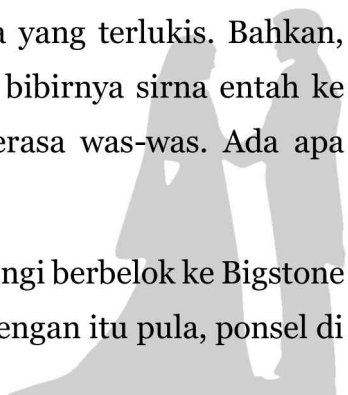 yang terlukis. Bahkan,
bibirnya sirna entah ke
erasa was-was. Ada apa
ngi berbelok ke Bigstone
engan itu pula, ponsel di